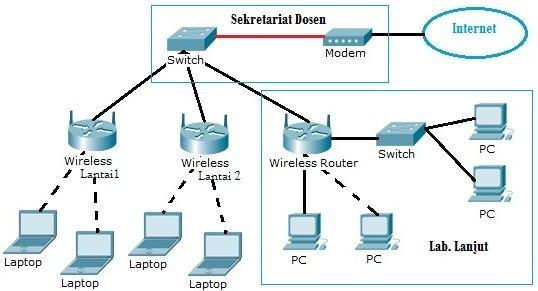 Sekretariat Dosen
Internet
Switch
Modem
Wireless
Lantai1
Wireless
Lantai 2
Wireless Router
Switch
PC
PC
Laptop
Laptop
Laptop
Laptop
PC
PC
Lab. Lanjut